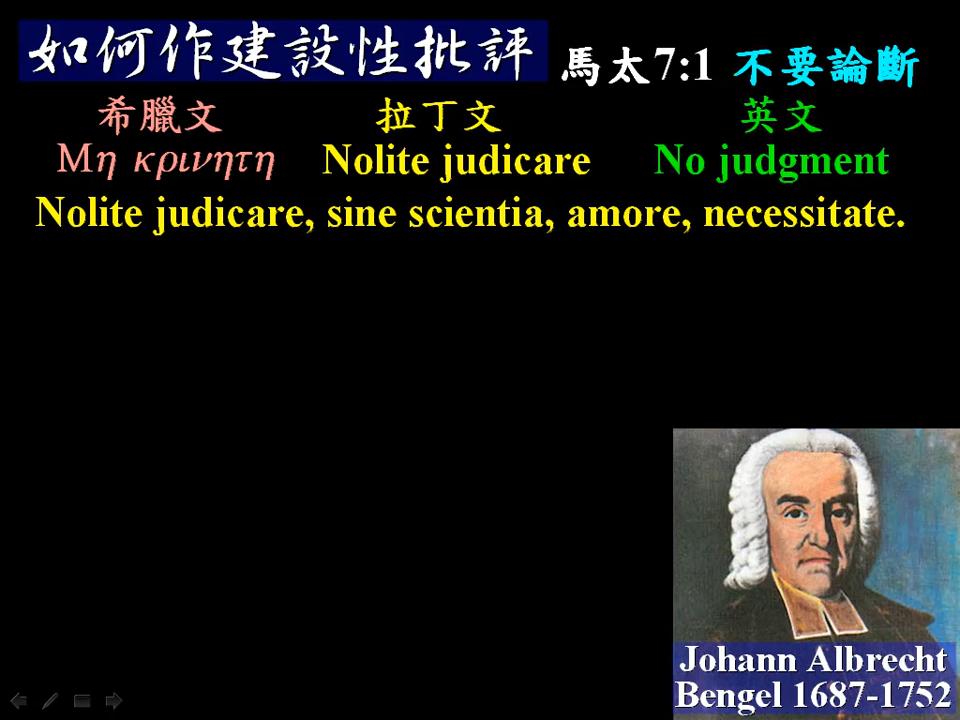 如何作建設性批評 馬太7:1 不要論斷
希臘文 拉丁文 英文
Μη κρινητη Nolite judicare No judgment
Nolite judicare, sine scientia, amore, necessitate.
Johann Albrecht
Bengel 1687-1752